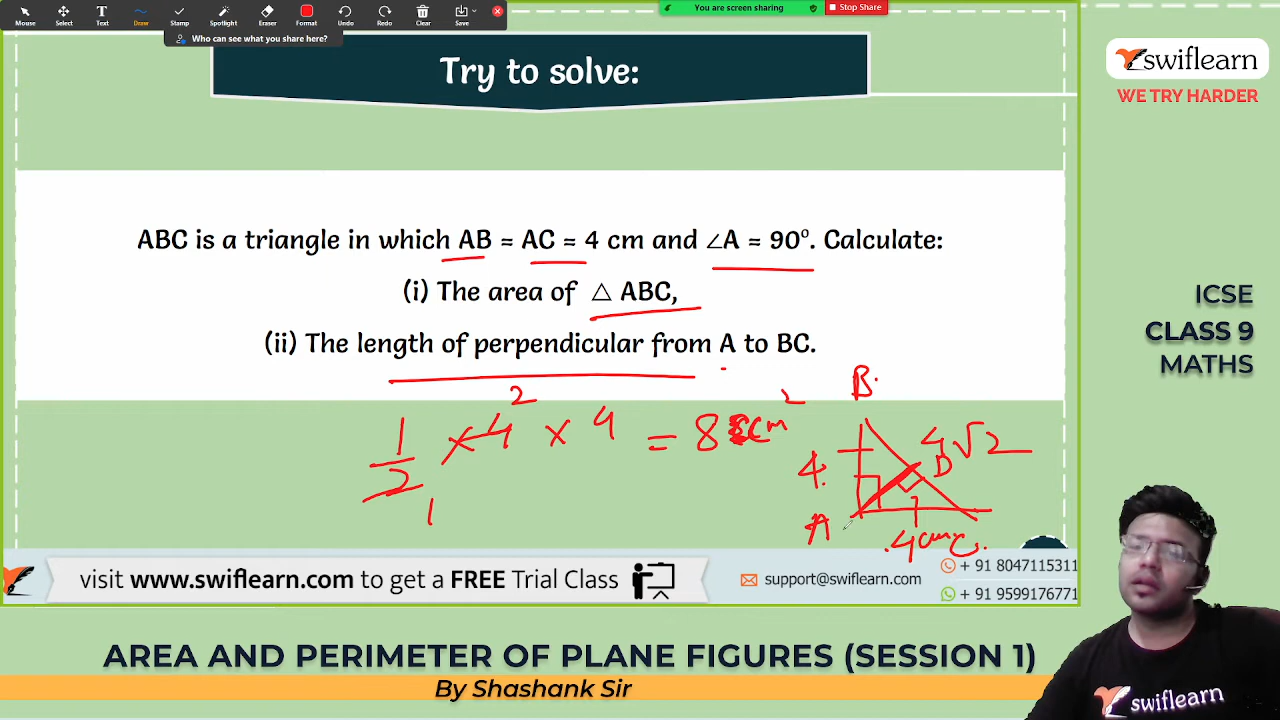 Mouse Select Text Draw Stamp Spotlight Eraser Format Undo Redo Clear Save
Who can see what you share here?
You are screen sharing
Stop Share
swiflearn
WE TRY HARDER
Try to solve:
ABC is a triangle in which AB = AC = 4 cm and ∠A = 90°. Calculate:
(i) The area of △ ABC,
(ii) The length of perpendicular from A to BC.
ICSE
CLASS 9
MATHS
1/2 × 4 × 4 = 8 cm²
2
1
B
4
4√2
D
A
4cm C
visit www.swiflearn.com to get a FREE Trial Class
support@swiflearn.com
+ 91 8047115311
+ 91 9599176771
AREA AND PERIMETER OF PLANE FIGURES (SESSION 1)
By Shashank Sir
swiflearn